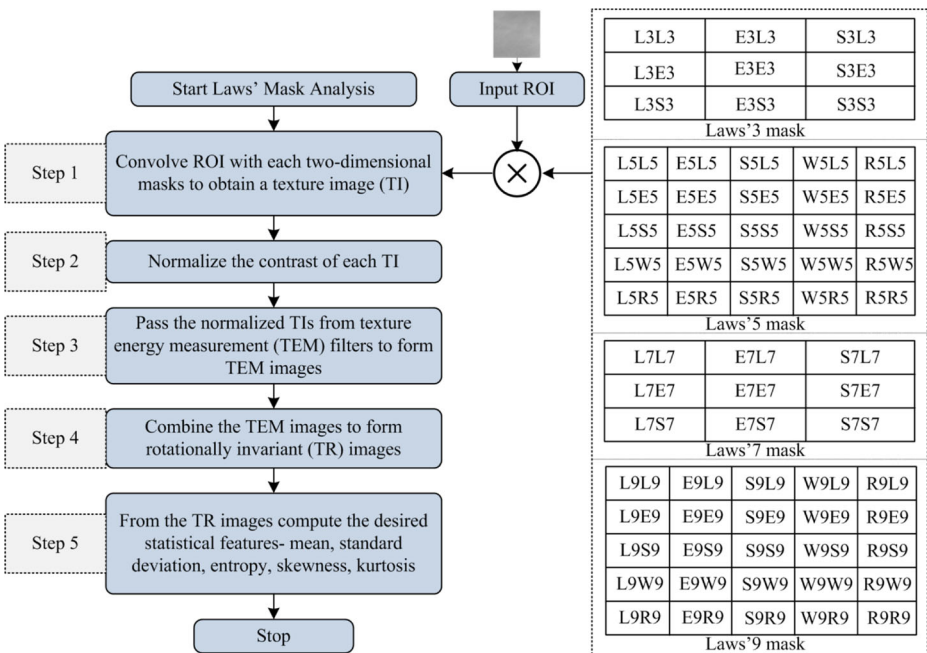 Start Laws’ Mask Analysis
Input ROI
Step 1
Convolve ROI with each two-dimensional
masks to obtain a texture image (TI)
Step 2
Normalize the contrast of each TI
Step 3
Pass the normalized TIs from texture
energy measurement (TEM) filters to form
TEM images
Step 4
Combine the TEM images to form
rotationally invariant (TR) images
Step 5
From the TR images compute the desired
statistical features- mean, standard
deviation, entropy, skewness, kurtosis
Stop
L3L3 E3L3 S3L3
L3E3 E3E3 S3E3
L3S3 E3S3 S3S3
Laws’3 mask
L5L5 E5L5 S5L5 W5L5 R5L5
L5E5 E5E5 S5E5 W5E5 R5E5
L5S5 E5S5 S5S5 W5S5 R5S5
L5W5 E5W5 S5W5 W5W5 R5W5
L5R5 E5R5 S5R5 W5R5 R5R5
Laws’5 mask
L7L7 E7L7 S7L7
L7E7 E7E7 S7E7
L7S7 E7S7 S7S7
Laws’7 mask
L9L9 E9L9 S9L9 W9L9 R9L9
L9E9 E9E9 S9E9 W9E9 R9E9
L9S9 E9S9 S9S9 W9S9 R9S9
L9W9 E9W9 S9W9 W9W9 R9W9
L9R9 E9R9 S9R9 W9R9 R9R9
Laws’9 mask